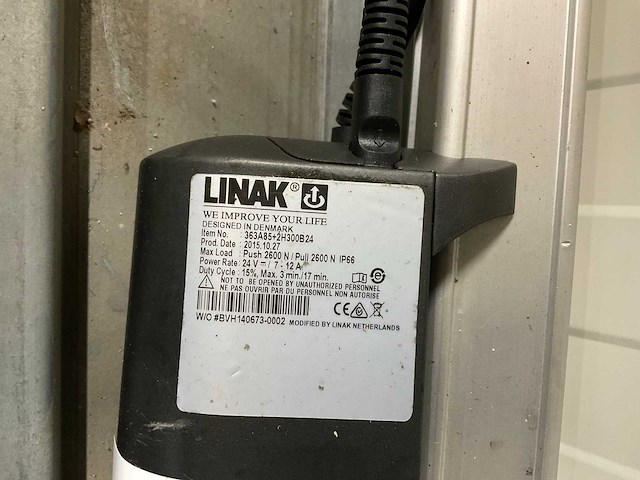 LINAK®
WE IMPROVE YOUR LIFE
DESIGNED IN DENMARK
Item No. : 363A85+2H300B24
Prod. Date : 2015.10.27
Max Load : Push 2600 N / Pull 2600 N IP66
Power Rate: 24 V ⎓ / 7 - 12 A
Duty Cycle : 15%, Max. 3 min./17 min.
NOT TO BE OPENED BY UNAUTHORIZED PERSONNEL
NE PAS OUVRIR PAR DU PERSONNEL NON AUTORISE
W/O #BVH140673-0002 MODIFIED BY LINAK NETHERLANDS